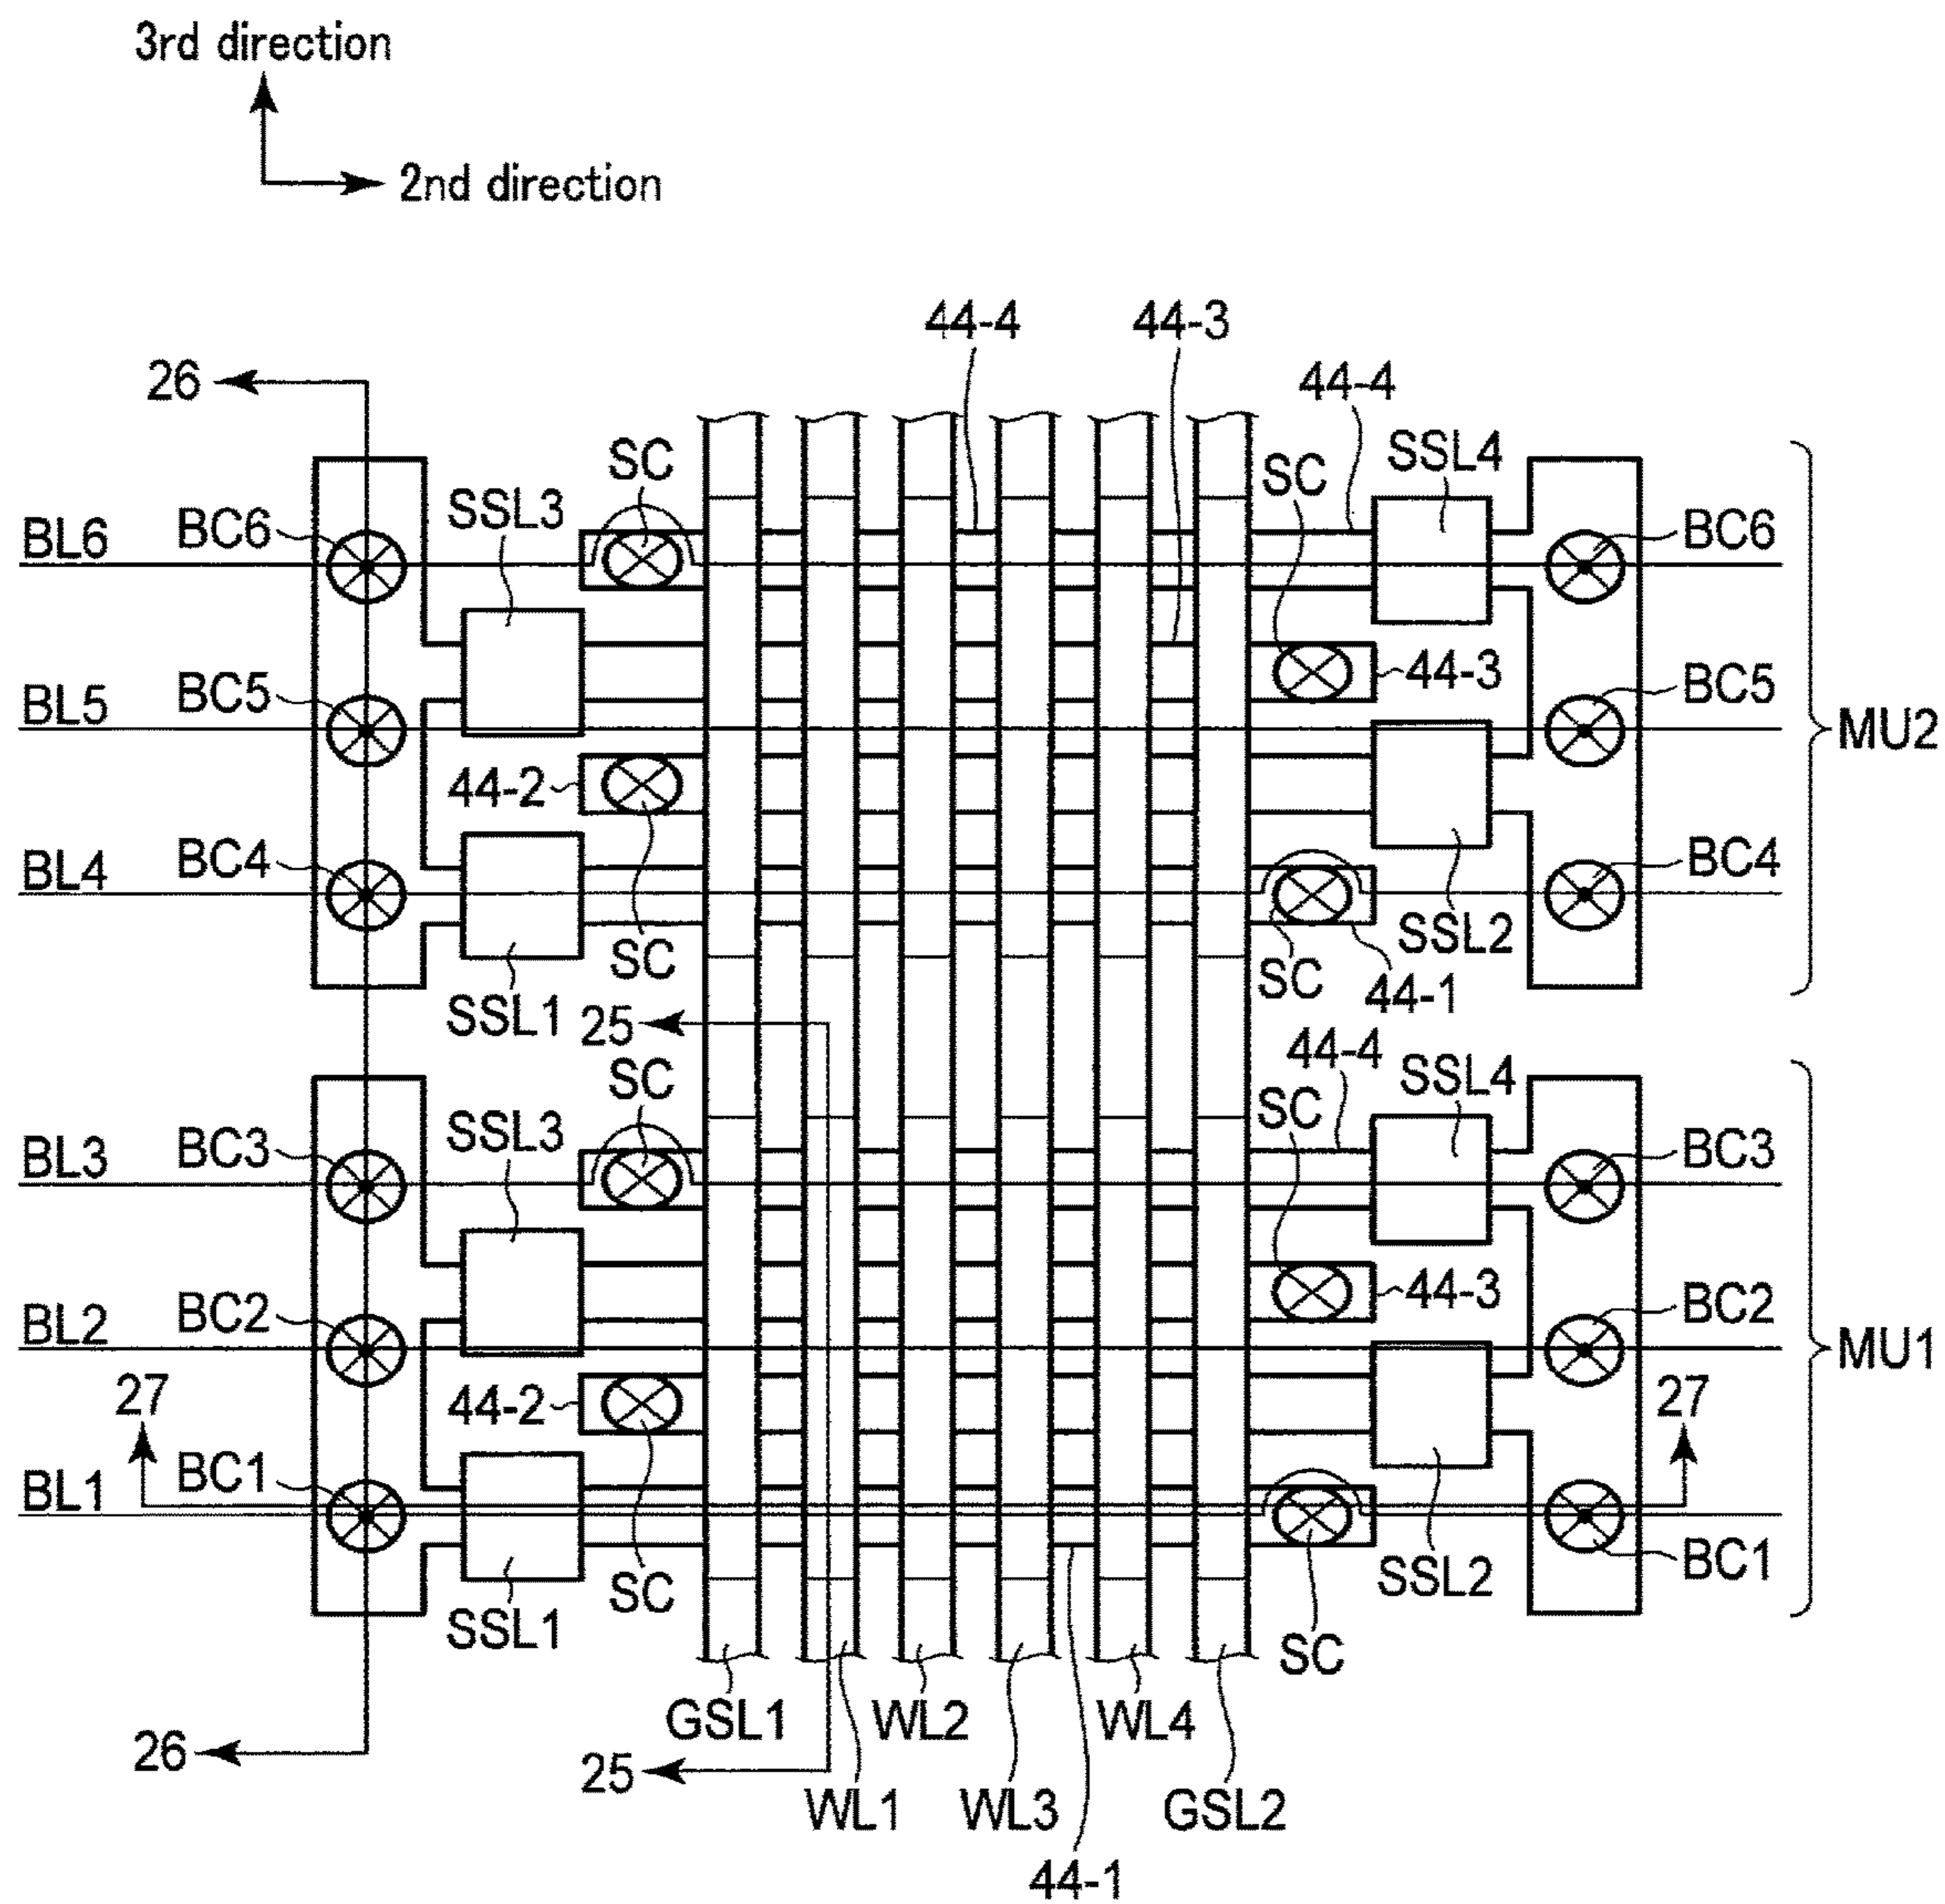 3rd direction
2nd direction
44-4
44-3
26
44-4
SC
SSL4
SSL3
SC
BL6
BC6
BC6
44-3
BL5
BC5
BC5
MU2
44-2
BL4
BC4
BC4
SSL2
SC
SC
44-1
SSL1
25
44-4
SC
SSL4
SC
SSL3
BL3
BC3
BC3
44-3
BL2
BC2
BC2
MU1
27
44-2
27
BL1
BC1
BC1
SSL2
SC
SSL1
SC
GSL1
WL2
WL4
26
25
WL1
WL3
GSL2
44-1